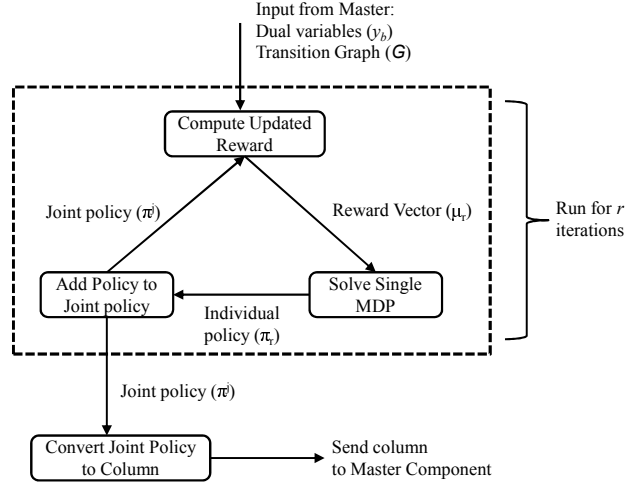 Input from Master:
Dual variables (y_b)
Transition Graph (G)
Compute Updated
Reward
Joint policy (π^j)
Reward Vector (μ_r)
Run for r
iterations
Add Policy to
Joint policy
Solve Single
MDP
Individual
policy (π_r)
Joint policy (π^j)
Convert Joint Policy
to Column
Send column
to Master Component